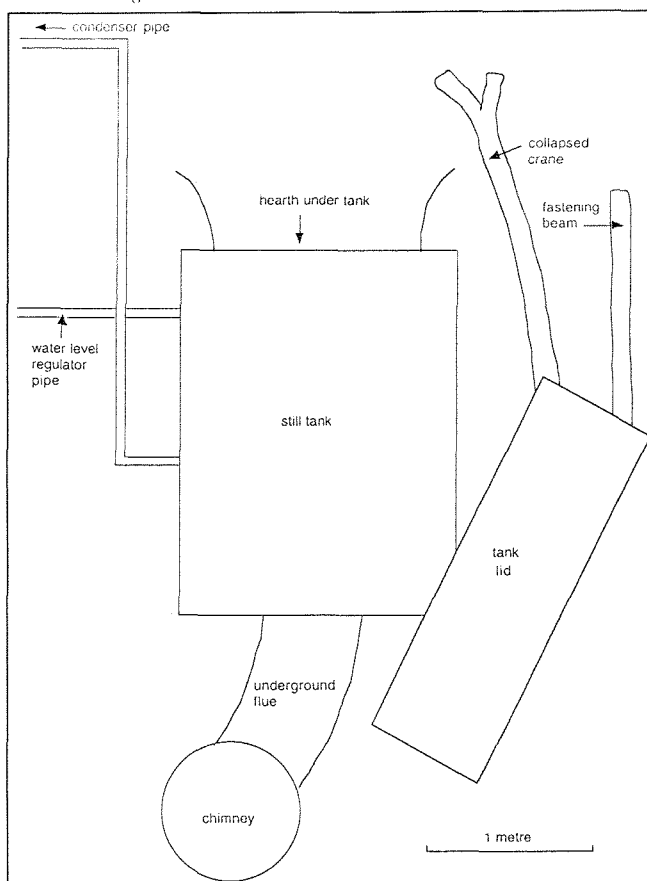 condenser pipe
collapsed
crane
hearth under tank
fastening
beam
water level
regulator
pipe
still tank
tank
lid
underground
flue
chimney
1 metre